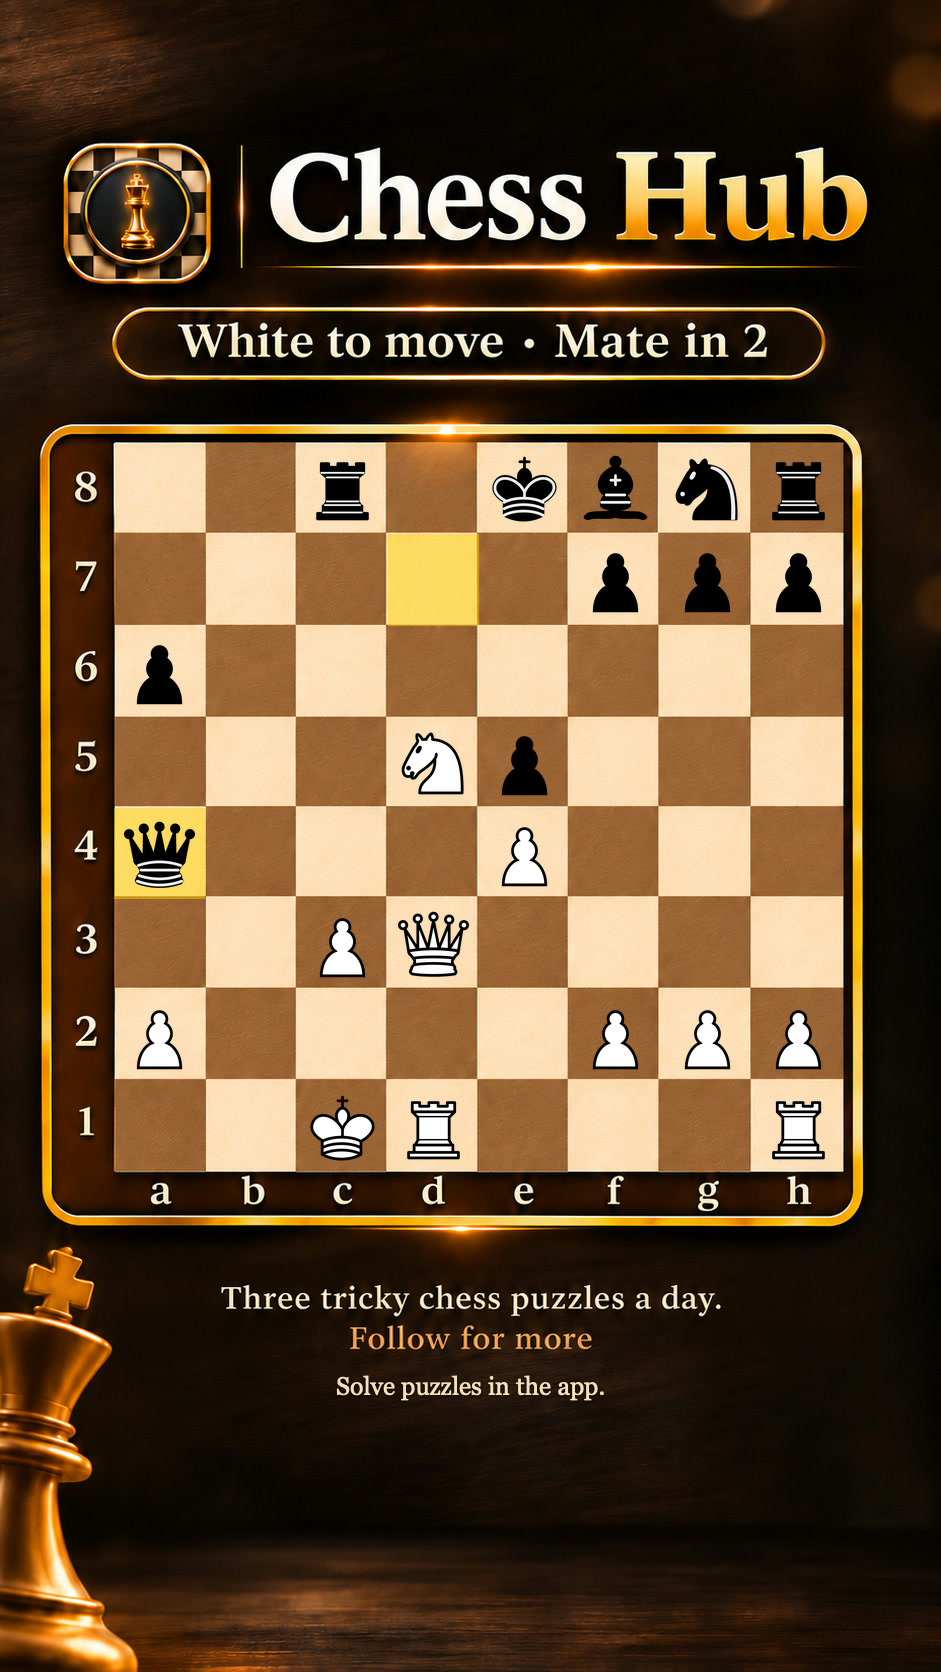 Chess Hub
White to move • Mate in 2
8
7
6
5
4
3
2
1
a b c d e f g h
Three tricky chess puzzles a day.
Follow for more
Solve puzzles in the app.